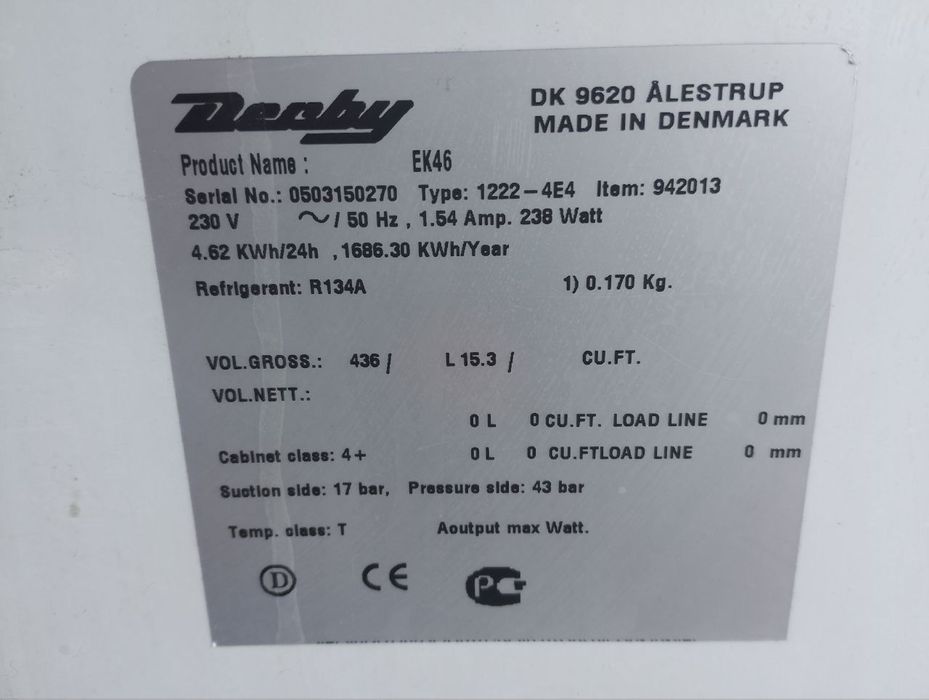 Derby
DK 9620 ÅLESTRUP
MADE IN DENMARK
Product Name : EK46
Serial No.: 0503150270 Type: 1222-4E4 Item: 942013
230 V ~/ 50 Hz , 1.54 Amp. 238 Watt
4.62 KWh/24h , 1686.30 KWh/Year
Refrigerant: R134A 1) 0.170 Kg.
VOL.GROSS.: 436 / L 15.3 / CU.FT.
VOL.NETT.:
0 L 0 CU.FT. LOAD LINE 0 mm
Cabinet class: 4+ 0 L 0 CU.FTLOAD LINE 0 mm
Suction side: 17 bar, Pressure side: 43 bar
Temp. class: T Aoutput max Watt.
D CE PC